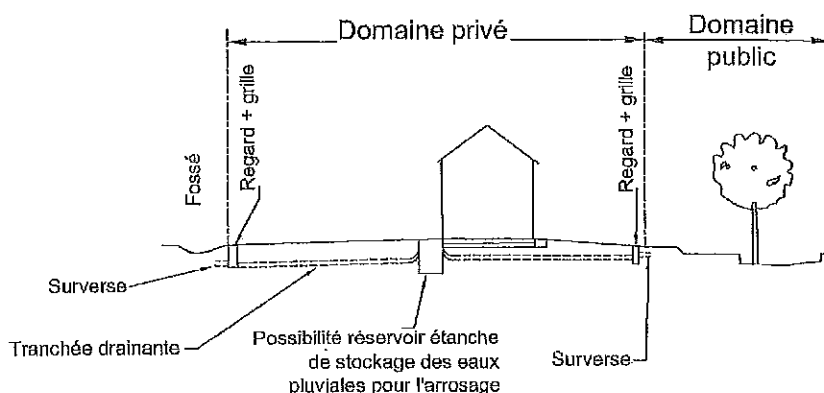 Domaine privé
Domaine
public
Fossé
Regard + grille
Regard + grille
Surverse
Tranchée drainante
Possibilité réservoir étanche
de stockage des eaux
pluviales pour l'arrosage
Surverse